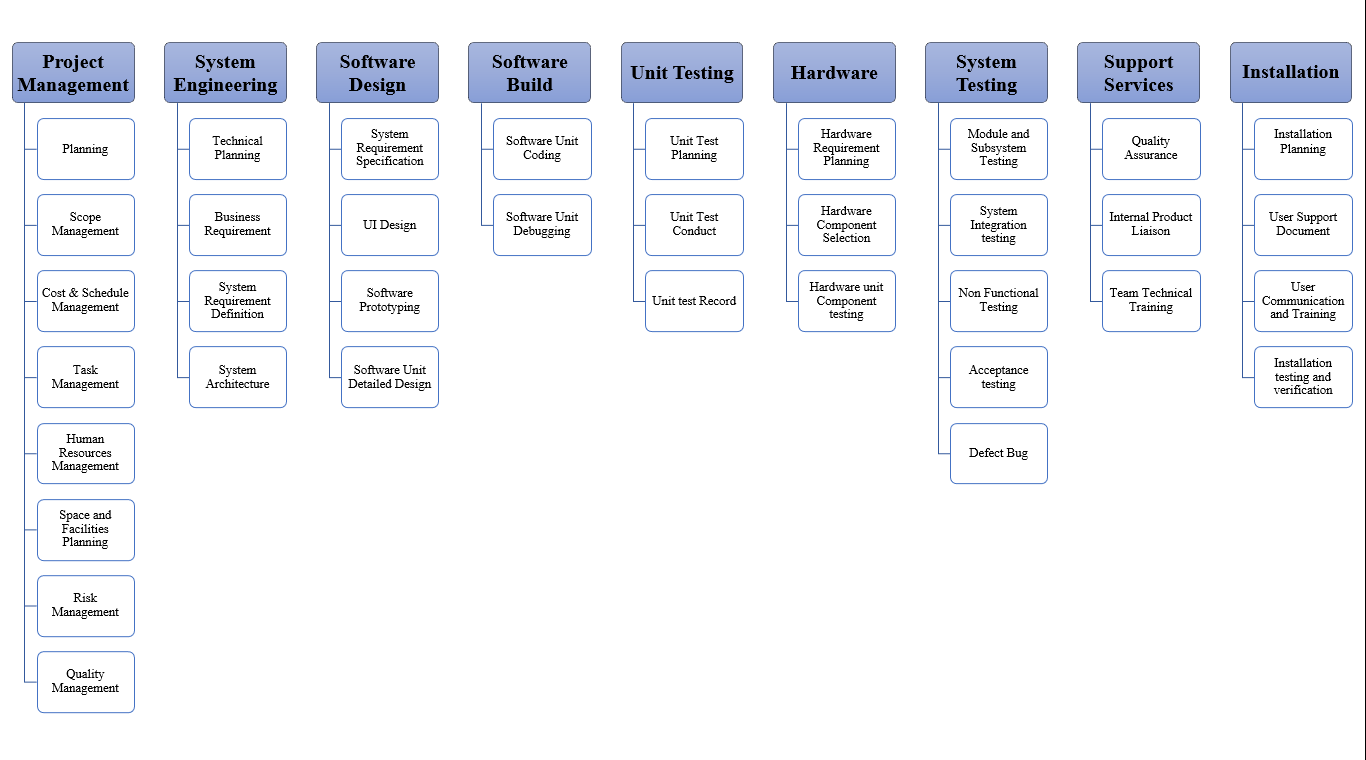 Project
Management
Planning
Scope
Management
Cost & Schedule
Management
Task
Management
Human
Resources
Management
Space and
Facilities
Planning
Risk
Management
Quality
Management
System
Engineering
Technical
Planning
Business
Requirement
System
Requirement
Definition
System
Architecture
Software
Design
System
Requirement
Specification
UI Design
Software
Prototyping
Software Unit
Detailed Design
Software
Build
Software Unit
Coding
Software Unit
Debugging
Unit Testing
Unit Test
Planning
Unit Test
Conduct
Unit test Record
Hardware
Hardware
Requirement
Planning
Hardware
Component
Selection
Hardware unit
Component
testing
System
Testing
Module and
Subsystem
Testing
System
Integration
testing
Non Functional
Testing
Acceptance
testing
Defect Bug
Support
Services
Quality
Assurance
Internal Product
Liaison
Team Technical
Training
Installation
Installation
Planning
User Support
Document
User
Communication
and Training
Installation
testing and
verification